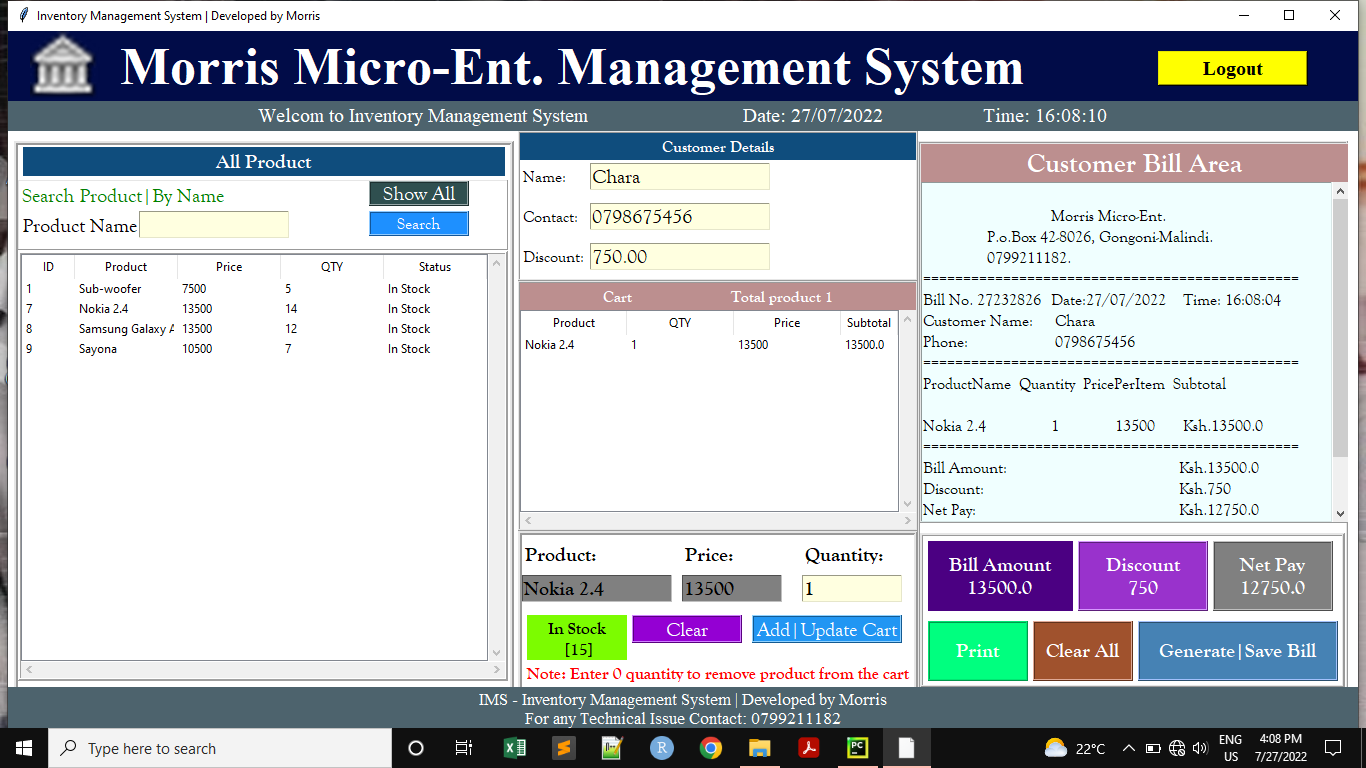 Inventory Management System | Developed by Morris
Morris Micro-Ent. Management System
Logout
Welcom to Inventory Management System Date: 27/07/2022 Time: 16:08:10
All Product
Search Product|By Name
Show All
Product Name
Search
ID Product Price QTY Status
1 Sub-woofer 7500 5 In Stock
7 Nokia 2.4 13500 14 In Stock
8 Samsung Galaxy A 13500 12 In Stock
9 Sayona 10500 7 In Stock
Customer Details
Name: Chara
Contact: 0798675456
Discount: 750.00
Cart Total product 1
Product QTY Price Subtotal
Nokia 2.4 1 13500 13500.0
Product: Price: Quantity:
Nokia 2.4 13500 1
In Stock
[15]
Clear
Add|Update Cart
Note: Enter 0 quantity to remove product from the cart
Customer Bill Area
Morris Micro-Ent.
P.o.Box 42-8026, Gongoni-Malindi.
0799211182.
===============================================
Bill No. 27232826 Date:27/07/2022 Time: 16:08:04
Customer Name: Chara
Phone: 0798675456
===============================================
ProductName Quantity PricePerItem Subtotal
Nokia 2.4 1 13500 Ksh.13500.0
===============================================
Bill Amount: Ksh.13500.0
Discount: Ksh.750
Net Pay: Ksh.12750.0
Bill Amount
13500.0
Discount
750
Net Pay
12750.0
Print
Clear All
Generate|Save Bill
IMS - Inventory Management System | Developed by Morris
For any Technical Issue Contact: 0799211182
Type here to search
22°C
ENG
US
4:08 PM
7/27/2022